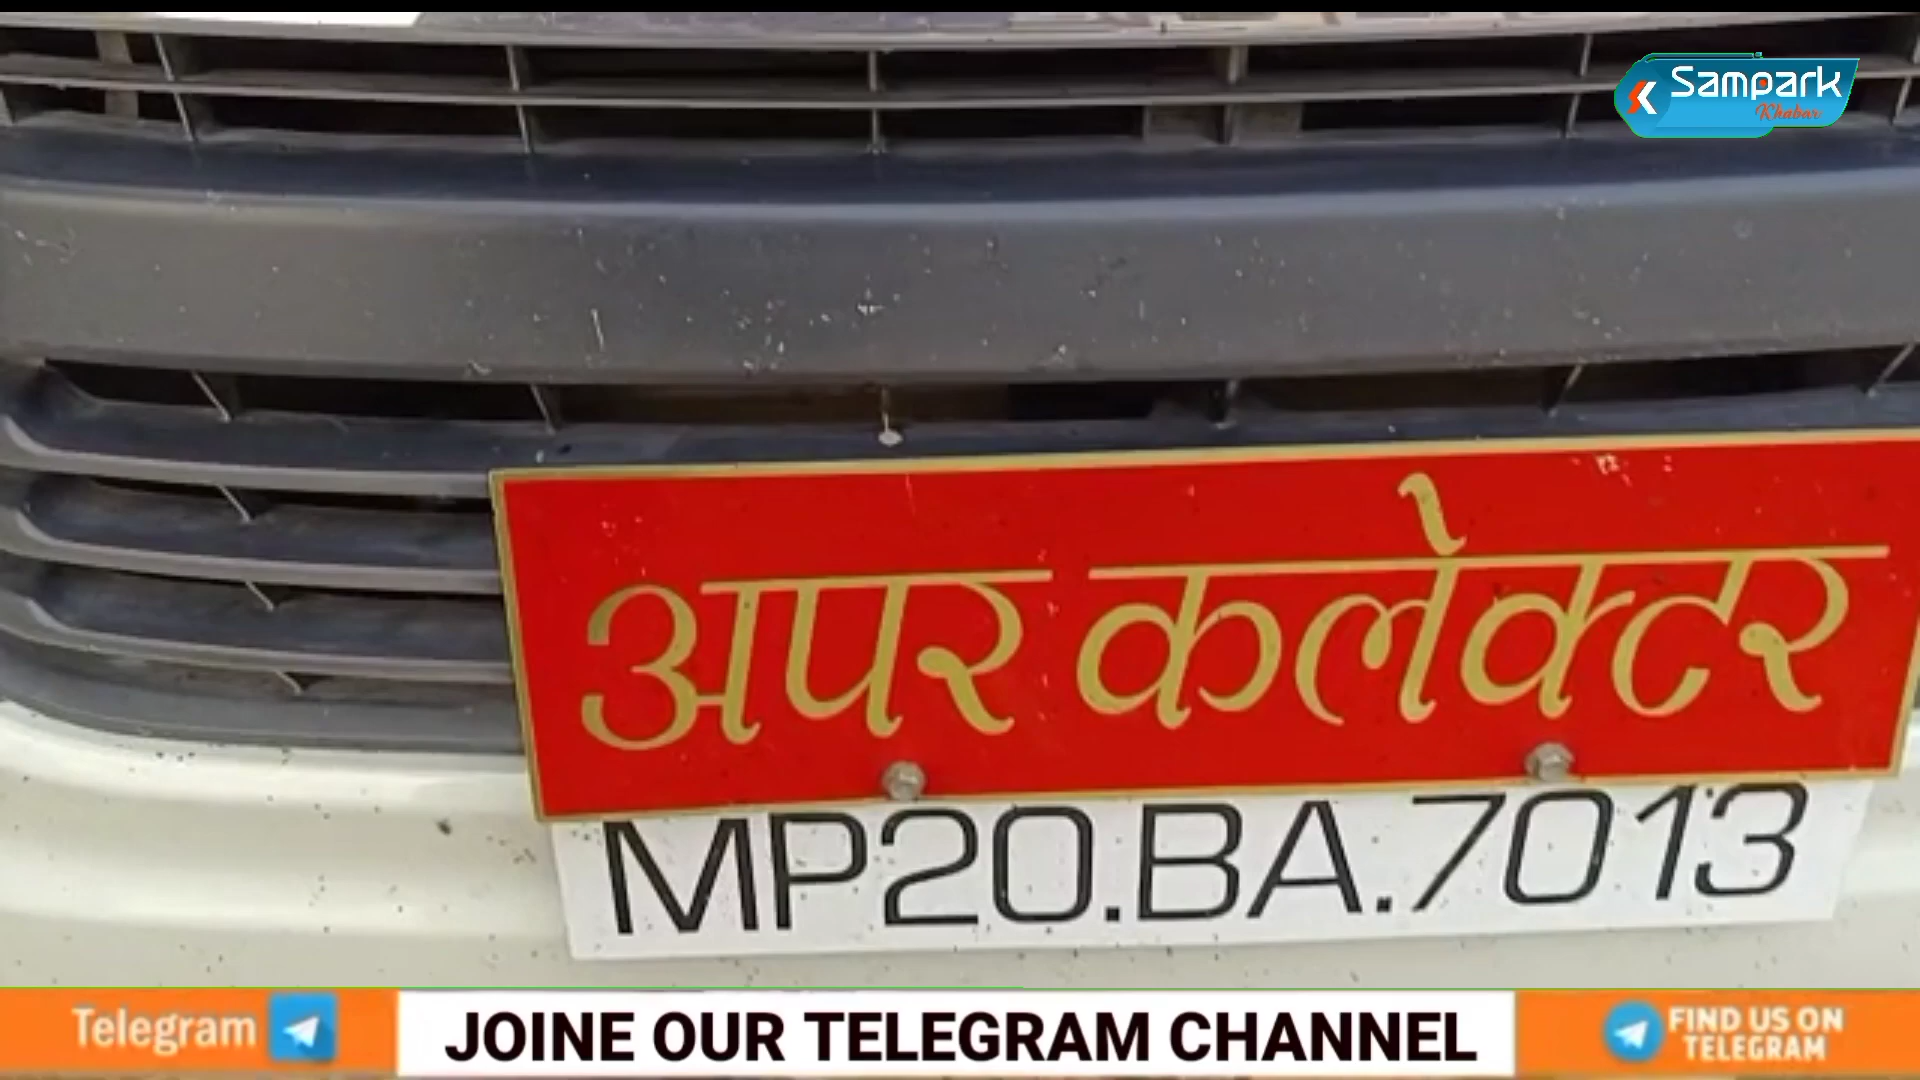 Sampark
Khabar
अपर कलेक्टर
MP20.BA.7013
Telegram
JOINE OUR TELEGRAM CHANNEL
FIND US ON
TELEGRAM